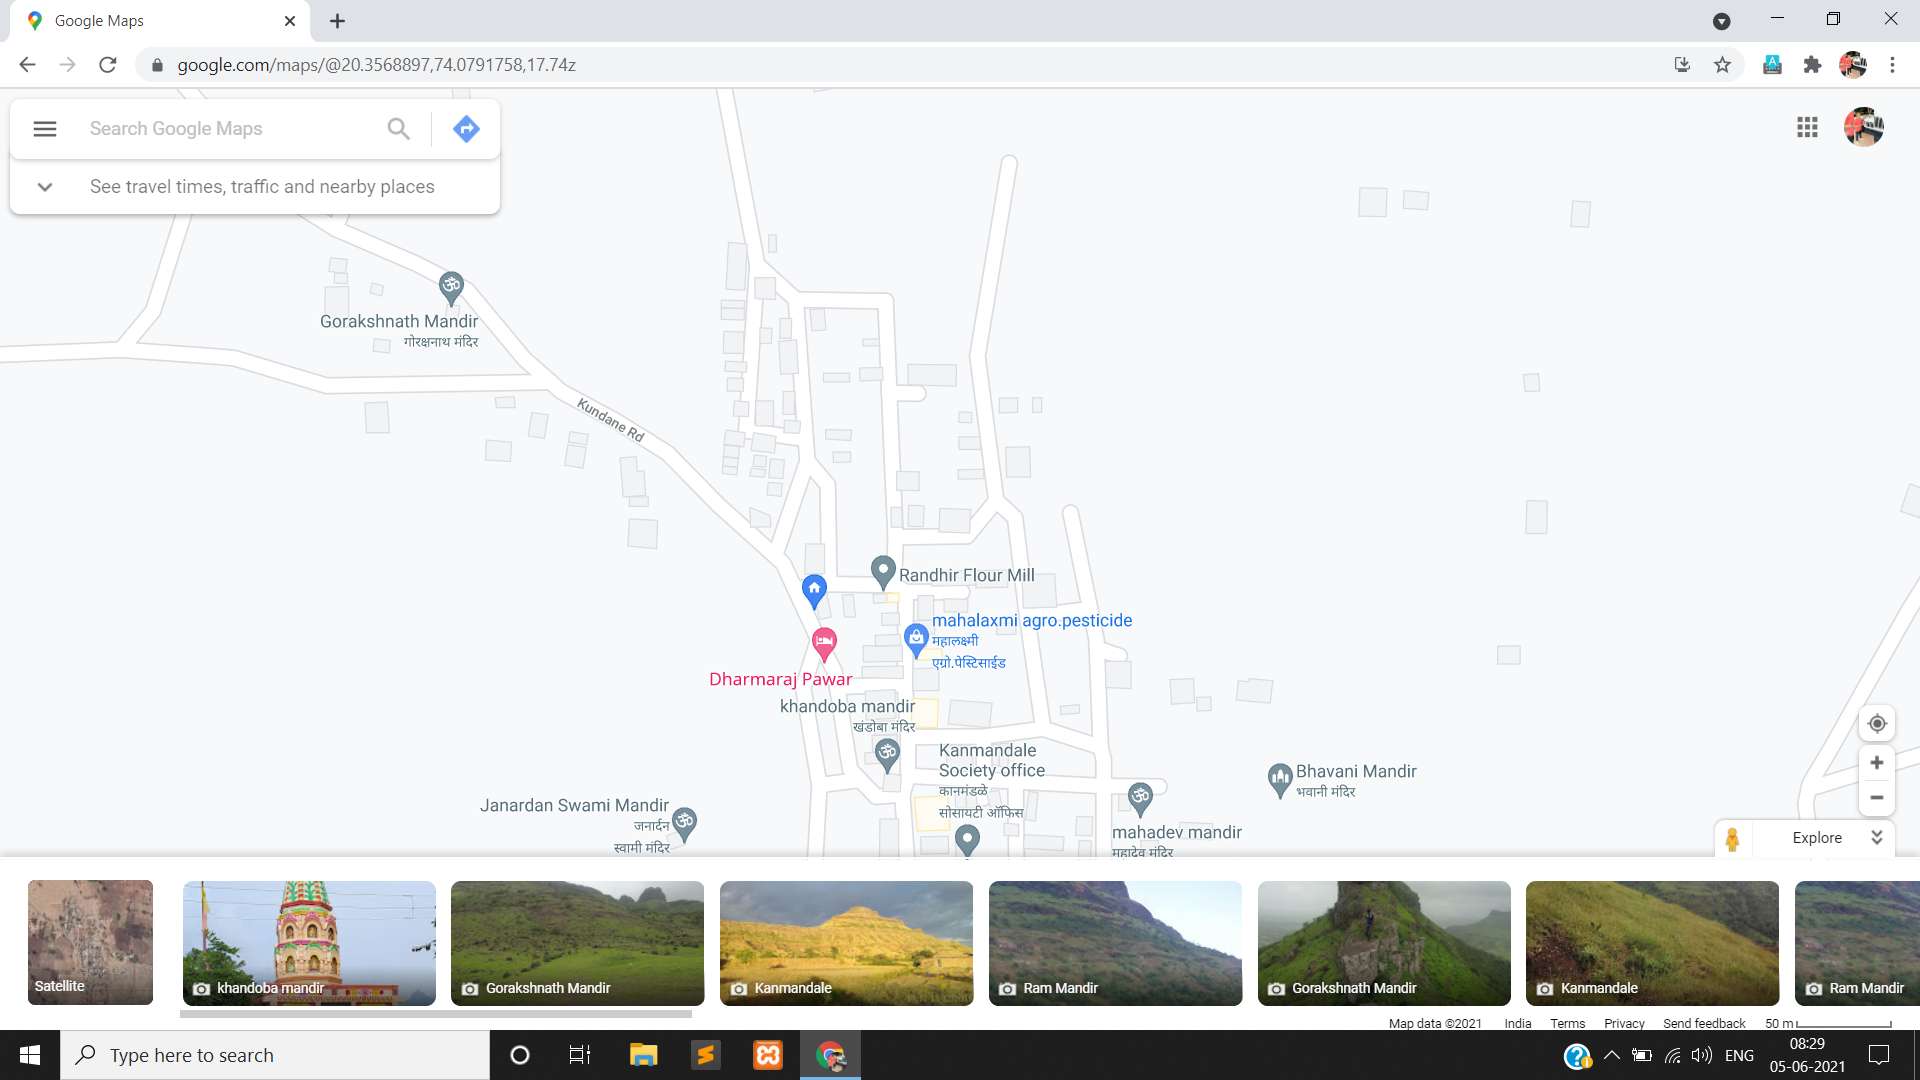 Google Maps
google.com/maps/@20.3568897,74.0791758,17.74z
Search Google Maps
See travel times, traffic and nearby places
Gorakshnath Mandir
गोरक्षनाथ मंदिर
Kundane Rd
Randhir Flour Mill
mahalaxmi agro.pesticide
महालक्ष्मी
एग्रो.पेस्टिसाईड
Dharmaraj Pawar
khandoba mandir
खंडोबा मंदिर
Kanmandale
Society office
कानमंडळे
सोसायटी ऑफिस
Bhavani Mandir
भवानी मंदिर
Janardan Swami Mandir
जनार्दन
स्वामी मंदिर
mahadev mandir
महादेव मंदिर
Explore
Satellite
khandoba mandir
Gorakshnath Mandir
Kanmandale
Ram Mandir
Gorakshnath Mandir
Kanmandale
Ram Mandir
Map data ©2021 India Terms Privacy Send feedback 50 m
Type here to search
ENG
08:29
05-06-2021